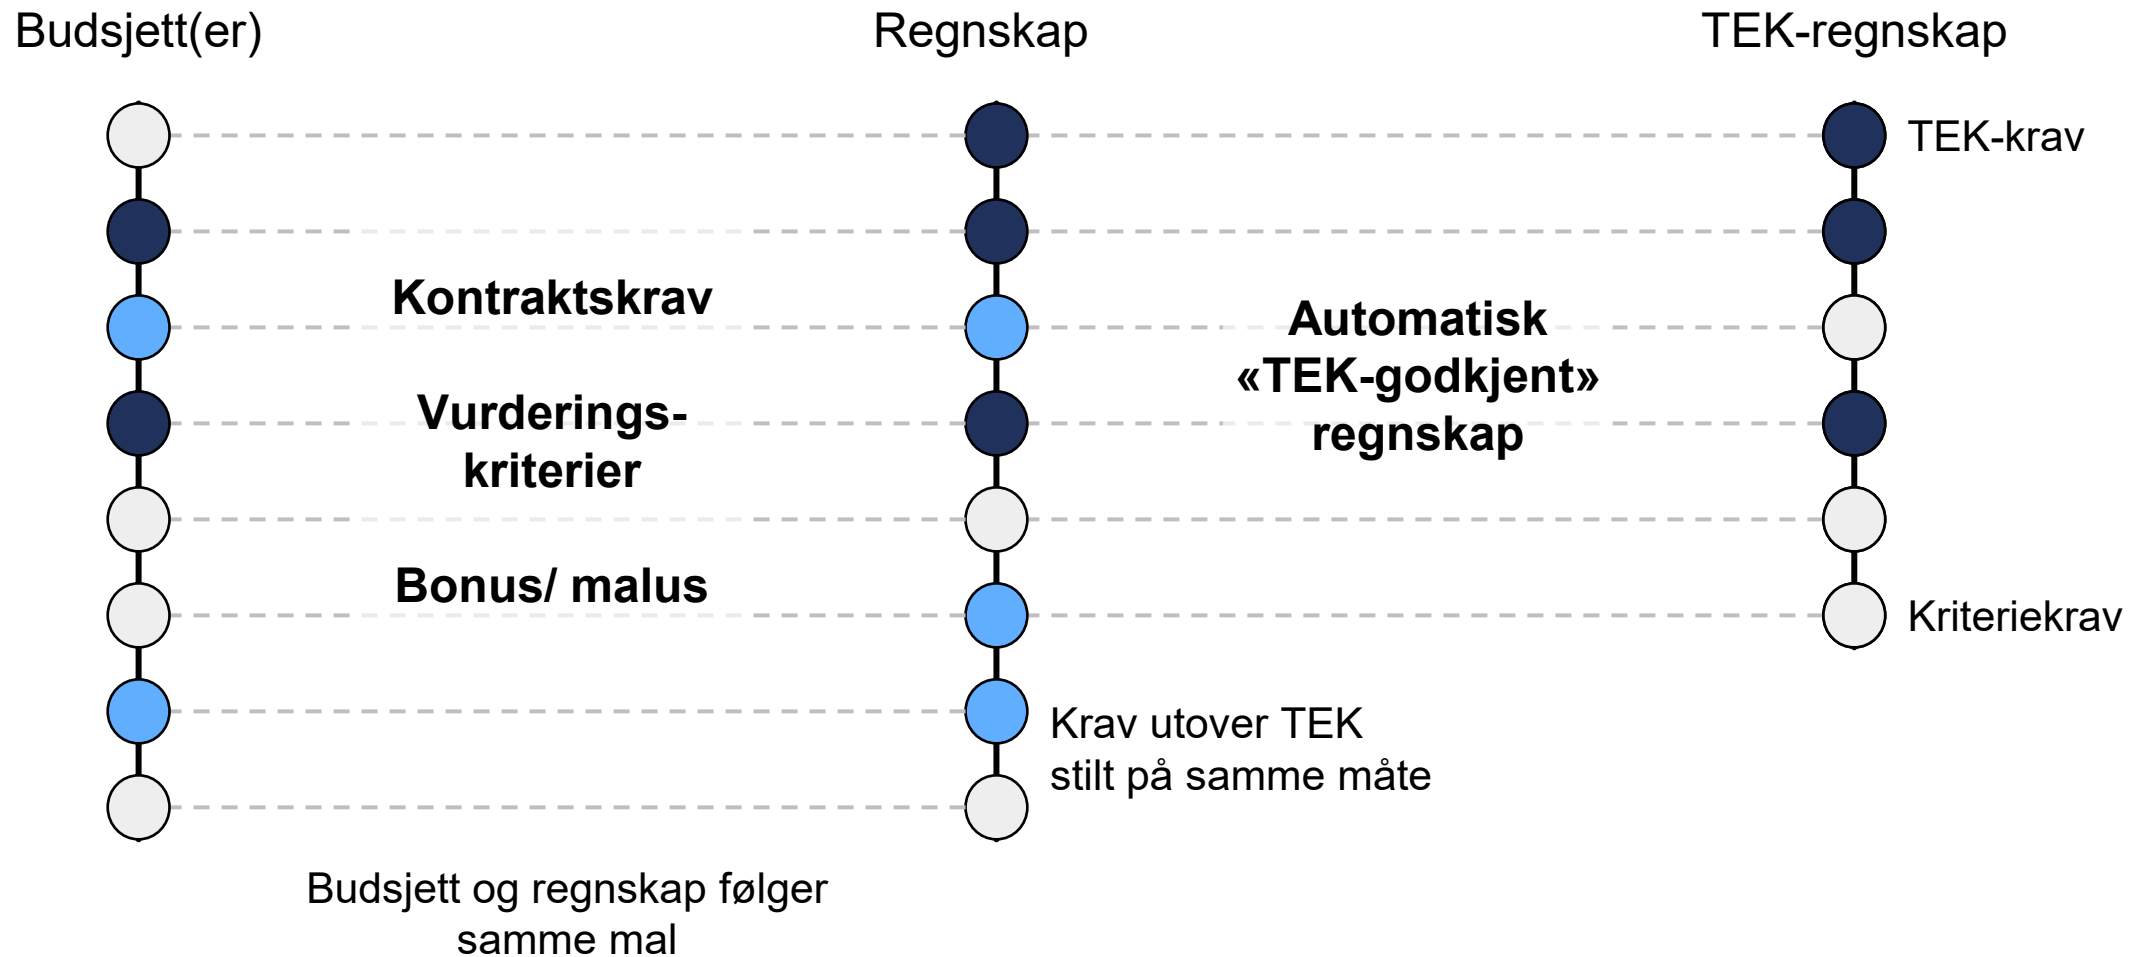 Budsjett(er)
Regnskap
TEK-regnskap
TEK-krav
Kontraktskrav
Automatisk
«TEK-godkjent»
regnskap
Vurderings-
kriterier
Bonus/ malus
Kriteriekrav
Krav utover TEK
stilt på samme måte
Budsjett og regnskap følger
samme mal